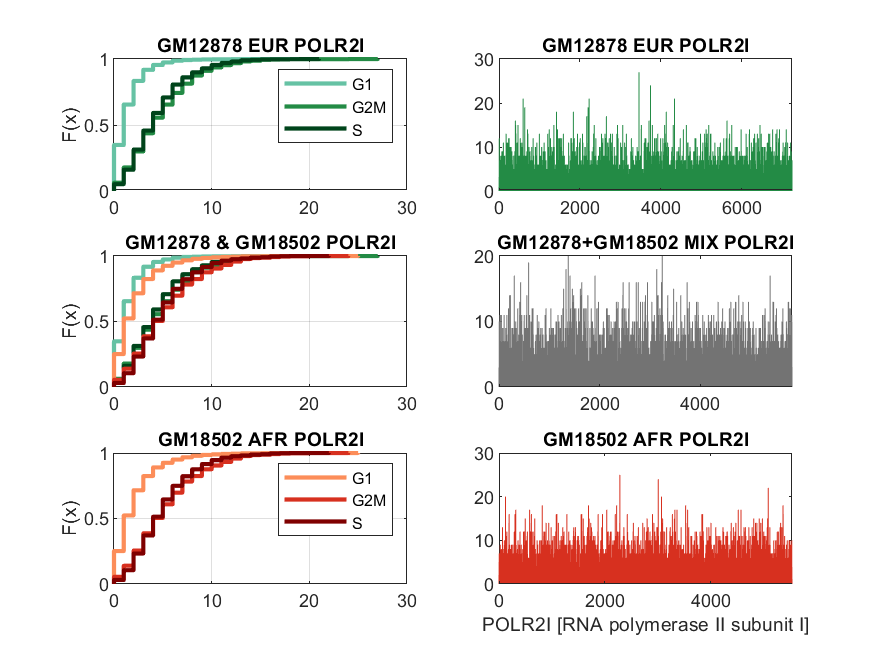 GM12878 EUR POLR2I
F(x)
1
0.5
0
0 10 20 30
G1
G2M
S
GM12878 EUR POLR2I
30
20
10
0
0 2000 4000 6000
GM12878 & GM18502 POLR2I
F(x)
1
0.5
0
0 10 20 30
GM12878+GM18502 MIX POLR2I
20
10
0
0 2000 4000
GM18502 AFR POLR2I
F(x)
1
0.5
0
0 10 20 30
G1
G2M
S
GM18502 AFR POLR2I
30
20
10
0
0 2000 4000
POLR2I [RNA polymerase II subunit I]